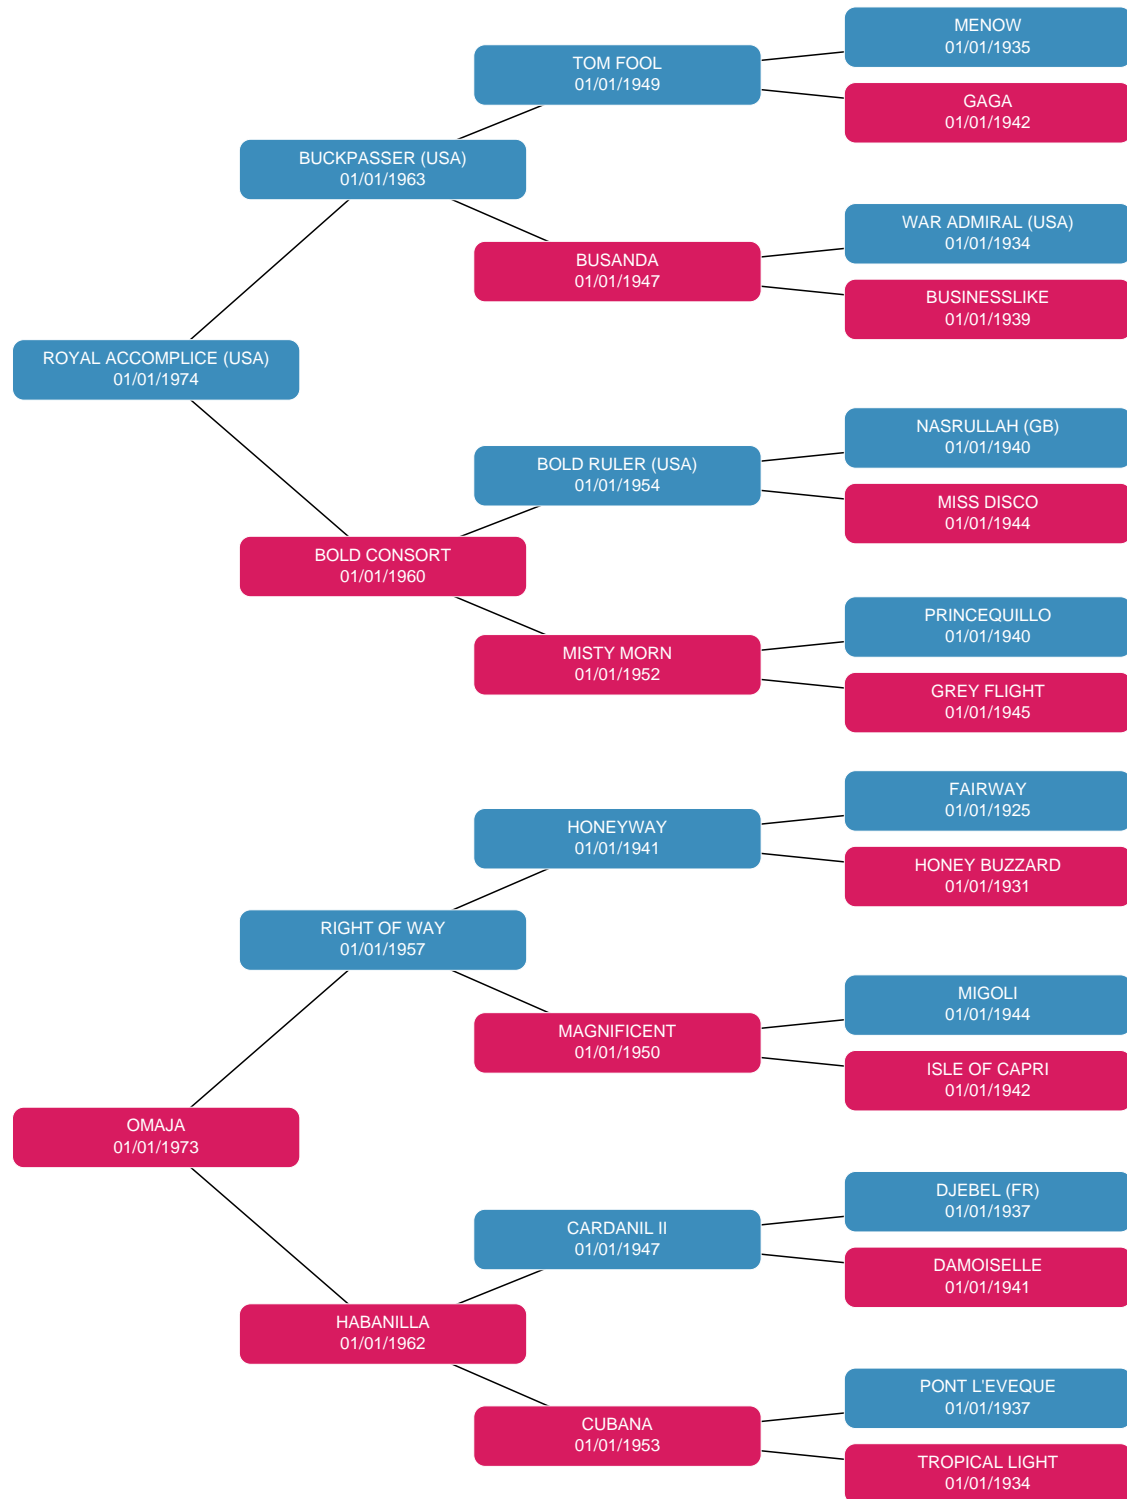 MENOW
01/01/1935
TOM FOOL
01/01/1949
GAGA
01/01/1942
BUCKPASSER (USA)
01/01/1963
WAR ADMIRAL (USA)
01/01/1934
BUSANDA
01/01/1947
BUSINESSLIKE
01/01/1939
ROYAL ACCOMPLICE (USA)
01/01/1974
NASRULLAH (GB)
01/01/1940
BOLD RULER (USA)
01/01/1954
MISS DISCO
01/01/1944
BOLD CONSORT
01/01/1960
PRINCEQUILLO
01/01/1940
MISTY MORN
01/01/1952
GREY FLIGHT
01/01/1945
FAIRWAY
01/01/1925
HONEYWAY
01/01/1941
HONEY BUZZARD
01/01/1931
RIGHT OF WAY
01/01/1957
MIGOLI
01/01/1944
MAGNIFICENT
01/01/1950
ISLE OF CAPRI
01/01/1942
OMAJA
01/01/1973
DJEBEL (FR)
01/01/1937
CARDANIL II
01/01/1947
DAMOISELLE
01/01/1941
HABANILLA
01/01/1962
PONT L'EVEQUE
01/01/1937
CUBANA
01/01/1953
TROPICAL LIGHT
01/01/1934